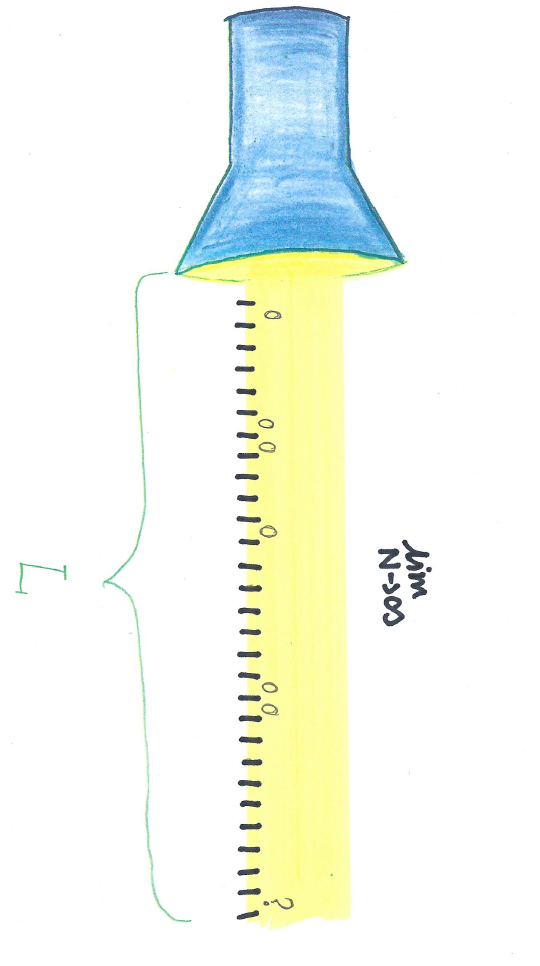 lim
N→∞
o o o o o o ?
L